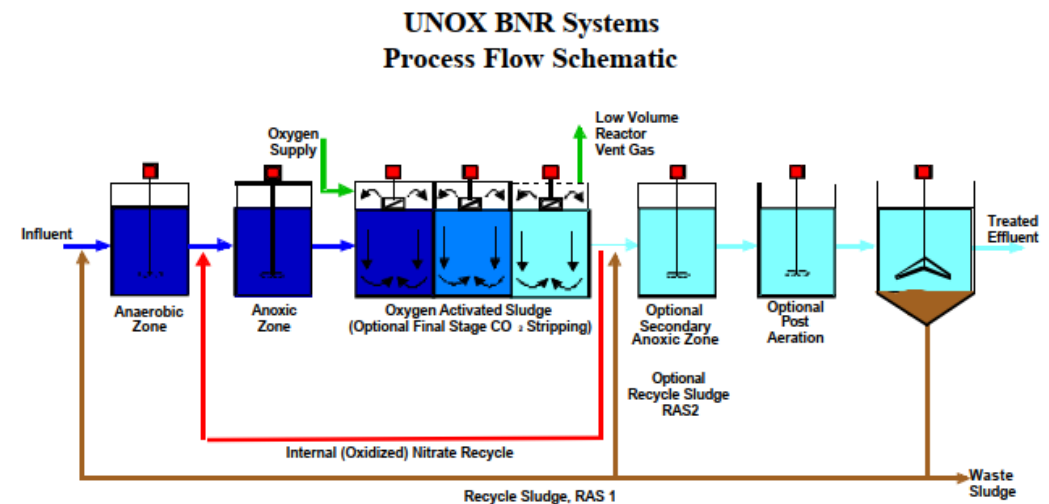 UNOX BNR Systems
Process Flow Schematic
Oxygen
Supply
Low Volume
Reactor
Vent Gas
Influent
Treated
Effluent
Anaerobic
Zone
Anoxic
Zone
Oxygen Activated Sludge
(Optional Final Stage CO 2 Stripping)
Optional
Secondary
Anoxic Zone
Optional
Post
Aeration
Optional
Recycle Sludge
RAS2
Internal (Oxidized) Nitrate Recycle
Waste
Sludge
Recycle Sludge, RAS 1